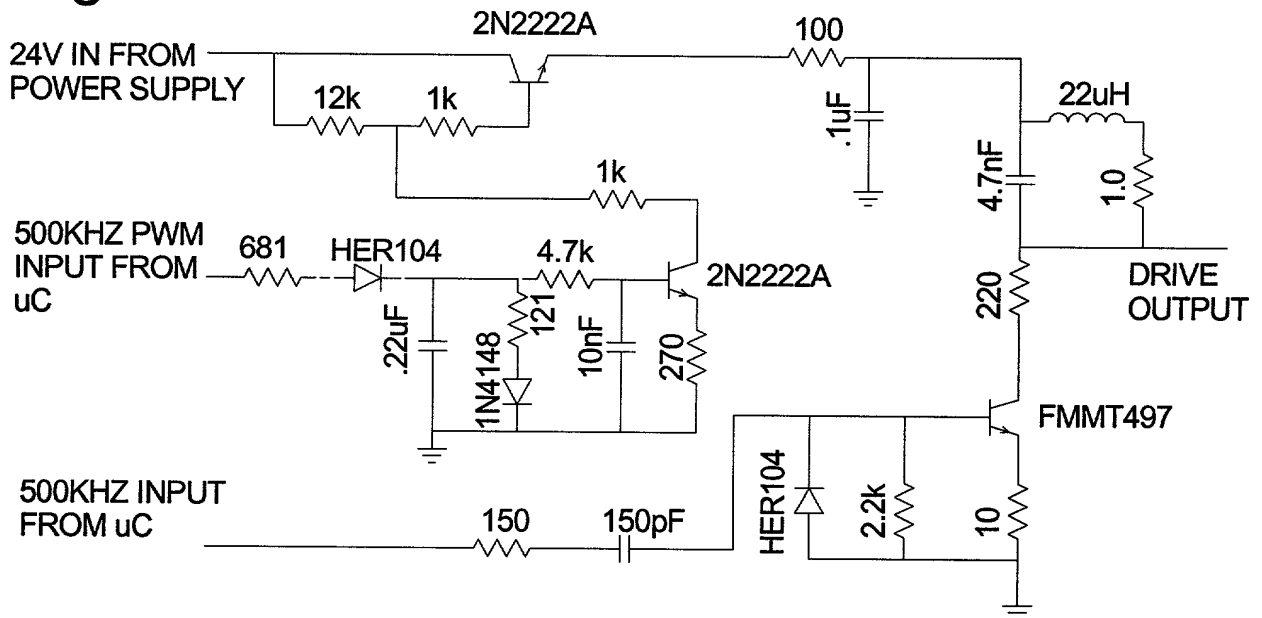 2N2222A
100
24V IN FROM
POWER SUPPLY
12k
1k
.1uF
22uH
4.7nF
1.0
1k
500KHZ PWM
INPUT FROM
uC
681
HER104
4.7k
2N2222A
DRIVE
OUTPUT
.22uF
121
1N4148
10nF
270
220
FMMT497
500KHZ INPUT
FROM uC
150
150pF
HER104
2.2k
10